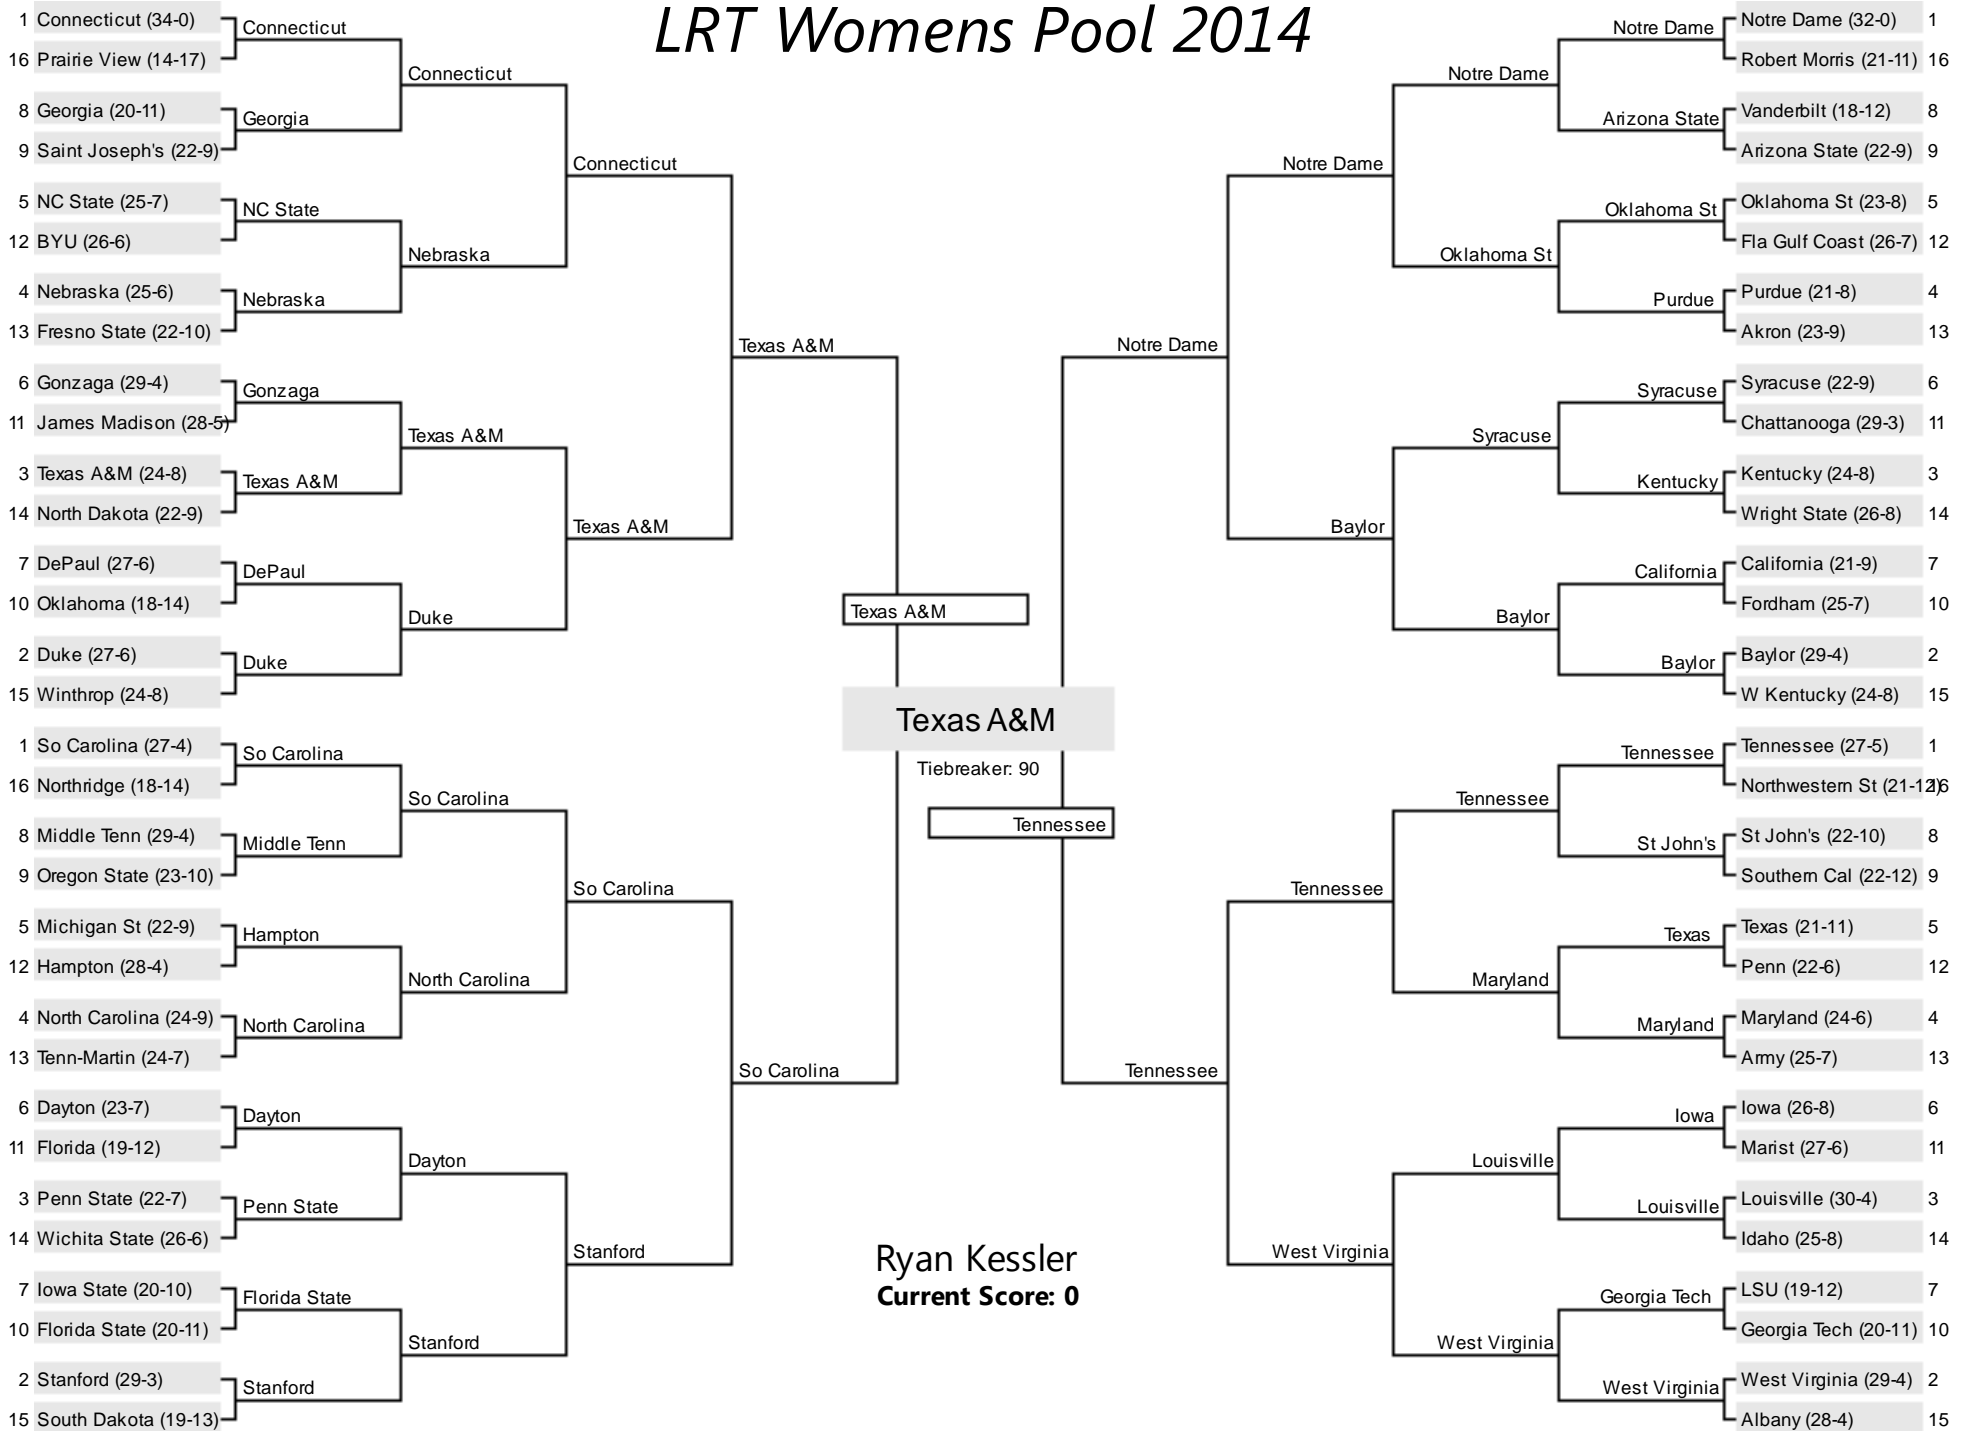 LRT Womens Pool 2014
1 Connecticut (34-0)
16 Prairie View (14-17)
8 Georgia (20-11)
9 Saint Joseph's (22-9)
5 NC State (25-7)
12 BYU (26-6)
4 Nebraska (25-6)
13 Fresno State (22-10)
6 Gonzaga (29-4)
11 James Madison (28-5)
3 Texas A&M (24-8)
14 North Dakota (22-9)
7 DePaul (27-6)
10 Oklahoma (18-14)
2 Duke (27-6)
15 Winthrop (24-8)
1 So Carolina (27-4)
16 Northridge (18-14)
8 Middle Tenn (29-4)
9 Oregon State (23-10)
5 Michigan St (22-9)
12 Hampton (28-4)
4 North Carolina (24-9)
13 Tenn-Martin (24-7)
6 Dayton (23-7)
11 Florida (19-12)
3 Penn State (22-7)
14 Wichita State (26-6)
7 Iowa State (20-10)
10 Florida State (20-11)
2 Stanford (29-3)
15 South Dakota (19-13)
Connecticut
Georgia
NC State
Nebraska
Gonzaga
Texas A&M
DePaul
Duke
So Carolina
Middle Tenn
Hampton
North Carolina
Dayton
Penn State
Florida State
Stanford
Connecticut
Nebraska
Texas A&M
Duke
So Carolina
North Carolina
Dayton
Stanford
Connecticut
Texas A&M
So Carolina
Stanford
Texas A&M
So Carolina
Texas A&M
Texas A&M
Tiebreaker: 90
Tennessee
Ryan Kessler
Current Score: 0
Notre Dame
Tennessee
Notre Dame
Baylor
Tennessee
West Virginia
Notre Dame
Oklahoma St
Syracuse
Baylor
Tennessee
Maryland
Louisville
West Virginia
Notre Dame
Arizona State
Oklahoma St
Purdue
Syracuse
Kentucky
California
Baylor
Tennessee
St John's
Texas
Maryland
Iowa
Louisville
Georgia Tech
West Virginia
Notre Dame (32-0) 1
Robert Morris (21-11) 16
Vanderbilt (18-12) 8
Arizona State (22-9) 9
Oklahoma St (23-8) 5
Fla Gulf Coast (26-7) 12
Purdue (21-8) 4
Akron (23-9) 13
Syracuse (22-9) 6
Chattanooga (29-3) 11
Kentucky (24-8) 3
Wright State (26-8) 14
California (21-9) 7
Fordham (25-7) 10
Baylor (29-4) 2
W Kentucky (24-8) 15
Tennessee (27-5) 1
Northwestern St (21-12) 16
St John's (22-10) 8
Southern Cal (22-12) 9
Texas (21-11) 5
Penn (22-6) 12
Maryland (24-6) 4
Army (25-7) 13
Iowa (26-8) 6
Marist (27-6) 11
Louisville (30-4) 3
Idaho (25-8) 14
LSU (19-12) 7
Georgia Tech (20-11) 10
West Virginia (29-4) 2
Albany (28-4) 15